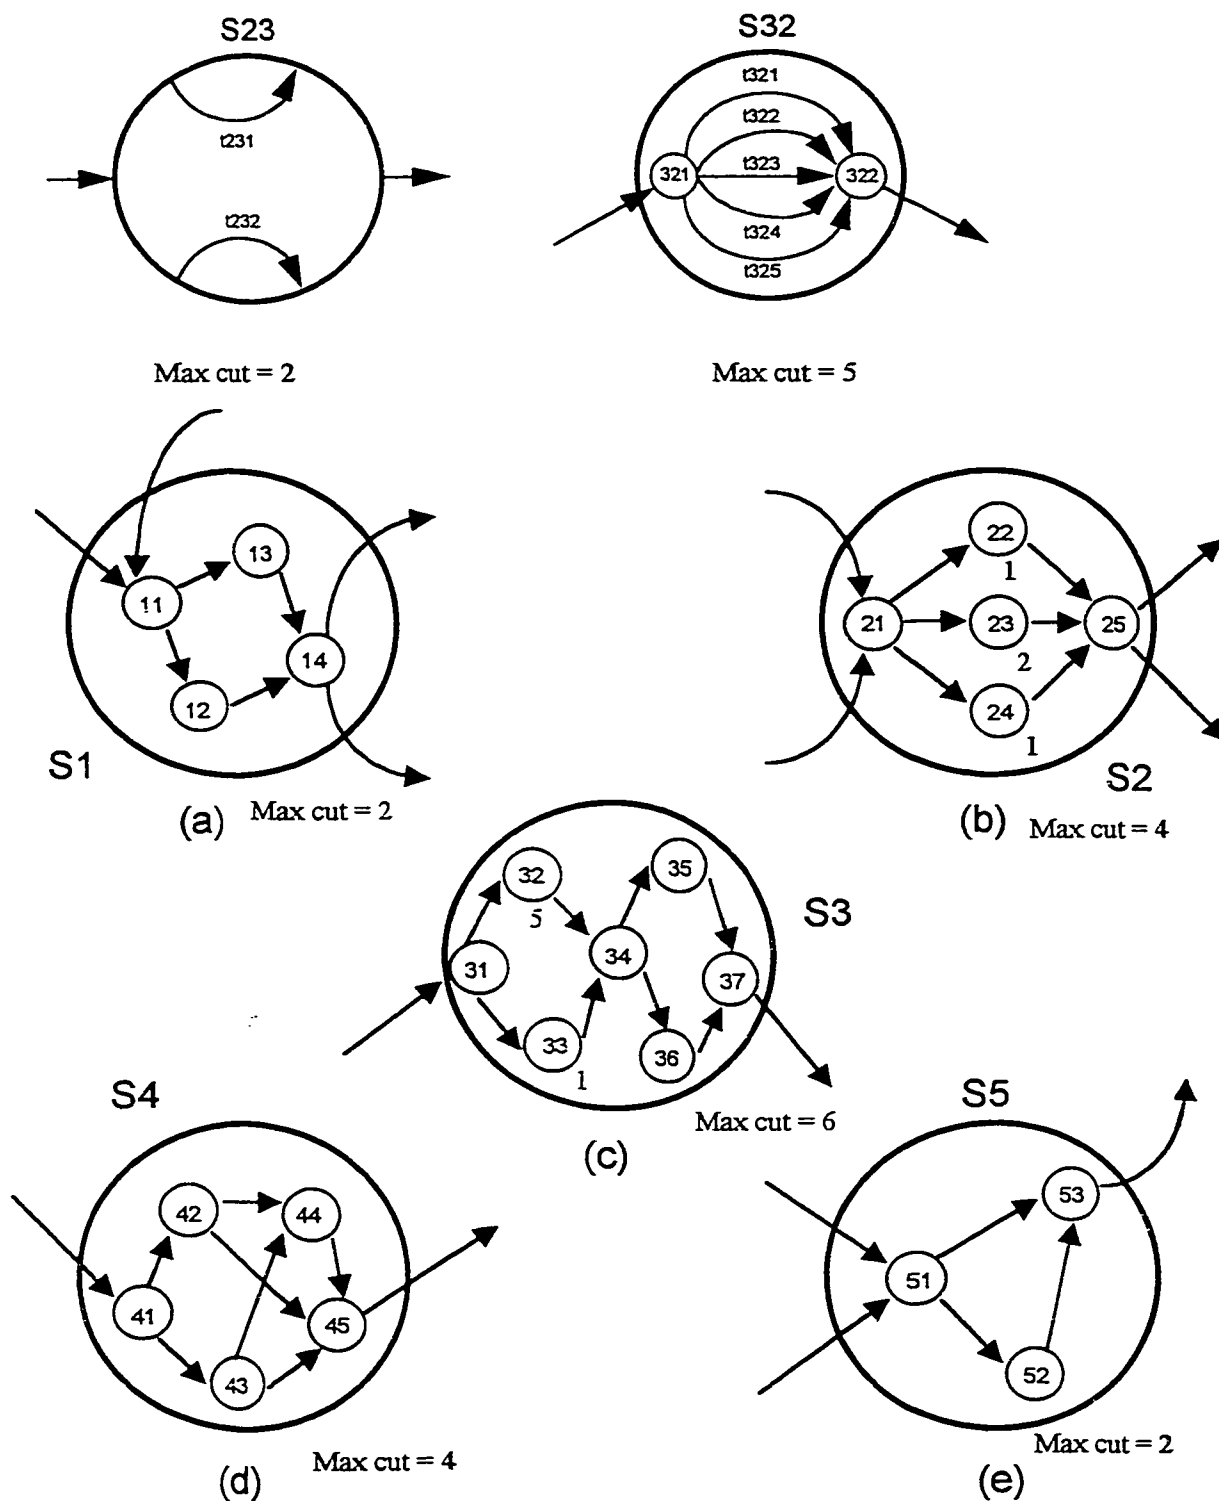 S23
S32
t231
t232
t321
t322
t323
t324
t325
321
322
Max cut = 2
Max cut = 5
11
13
12
14
S1
(a)
Max cut = 2
21
22
1
23
2
24
1
25
S2
(b)
Max cut = 4
31
32
5
33
1
34
35
36
37
S3
Max cut = 6
(c)
S4
41
42
43
44
45
Max cut = 4
(d)
S5
51
52
53
Max cut = 2
(e)